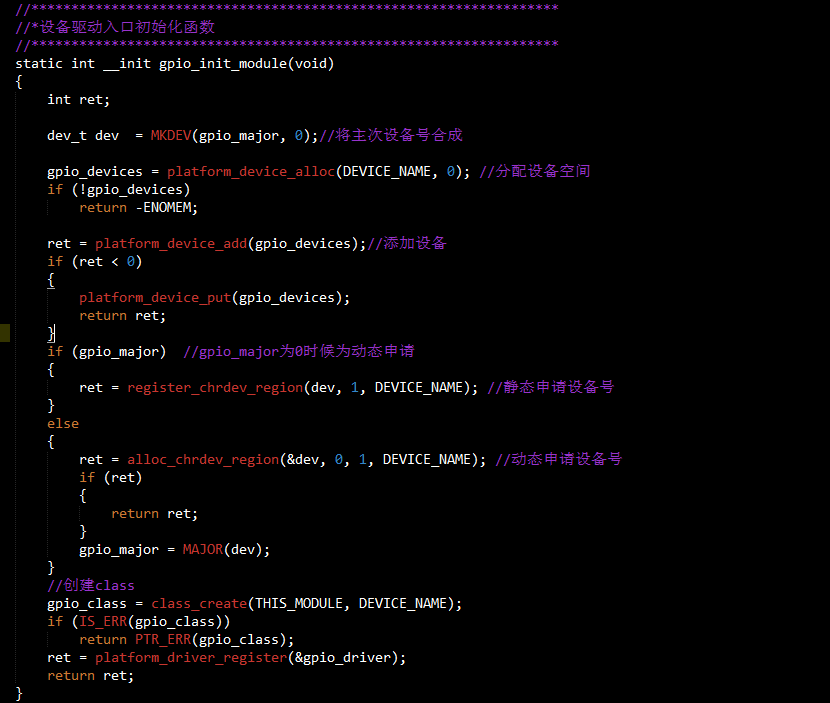 //******************************************************************
//*设备驱动入口初始化函数
//******************************************************************
static int __init gpio_init_module(void)
{
    int ret;

    dev_t dev  = MKDEV(gpio_major, 0);//将主次设备号合成

    gpio_devices = platform_device_alloc(DEVICE_NAME, 0); //分配设备空间
    if (!gpio_devices)
        return -ENOMEM;

    ret = platform_device_add(gpio_devices);//添加设备
    if (ret < 0)
    {
        platform_device_put(gpio_devices);
        return ret;
    }
    if (gpio_major)  //gpio_major为0时候为动态申请
    {
        ret = register_chrdev_region(dev, 1, DEVICE_NAME); //静态申请设备号
    }
    else
    {
        ret = alloc_chrdev_region(&dev, 0, 1, DEVICE_NAME); //动态申请设备号
        if (ret)
        {
            return ret;
        }
        gpio_major = MAJOR(dev);
    }
    //创建class
    gpio_class = class_create(THIS_MODULE, DEVICE_NAME);
    if (IS_ERR(gpio_class))
        return PTR_ERR(gpio_class);
    ret = platform_driver_register(&gpio_driver);
    return ret;
}